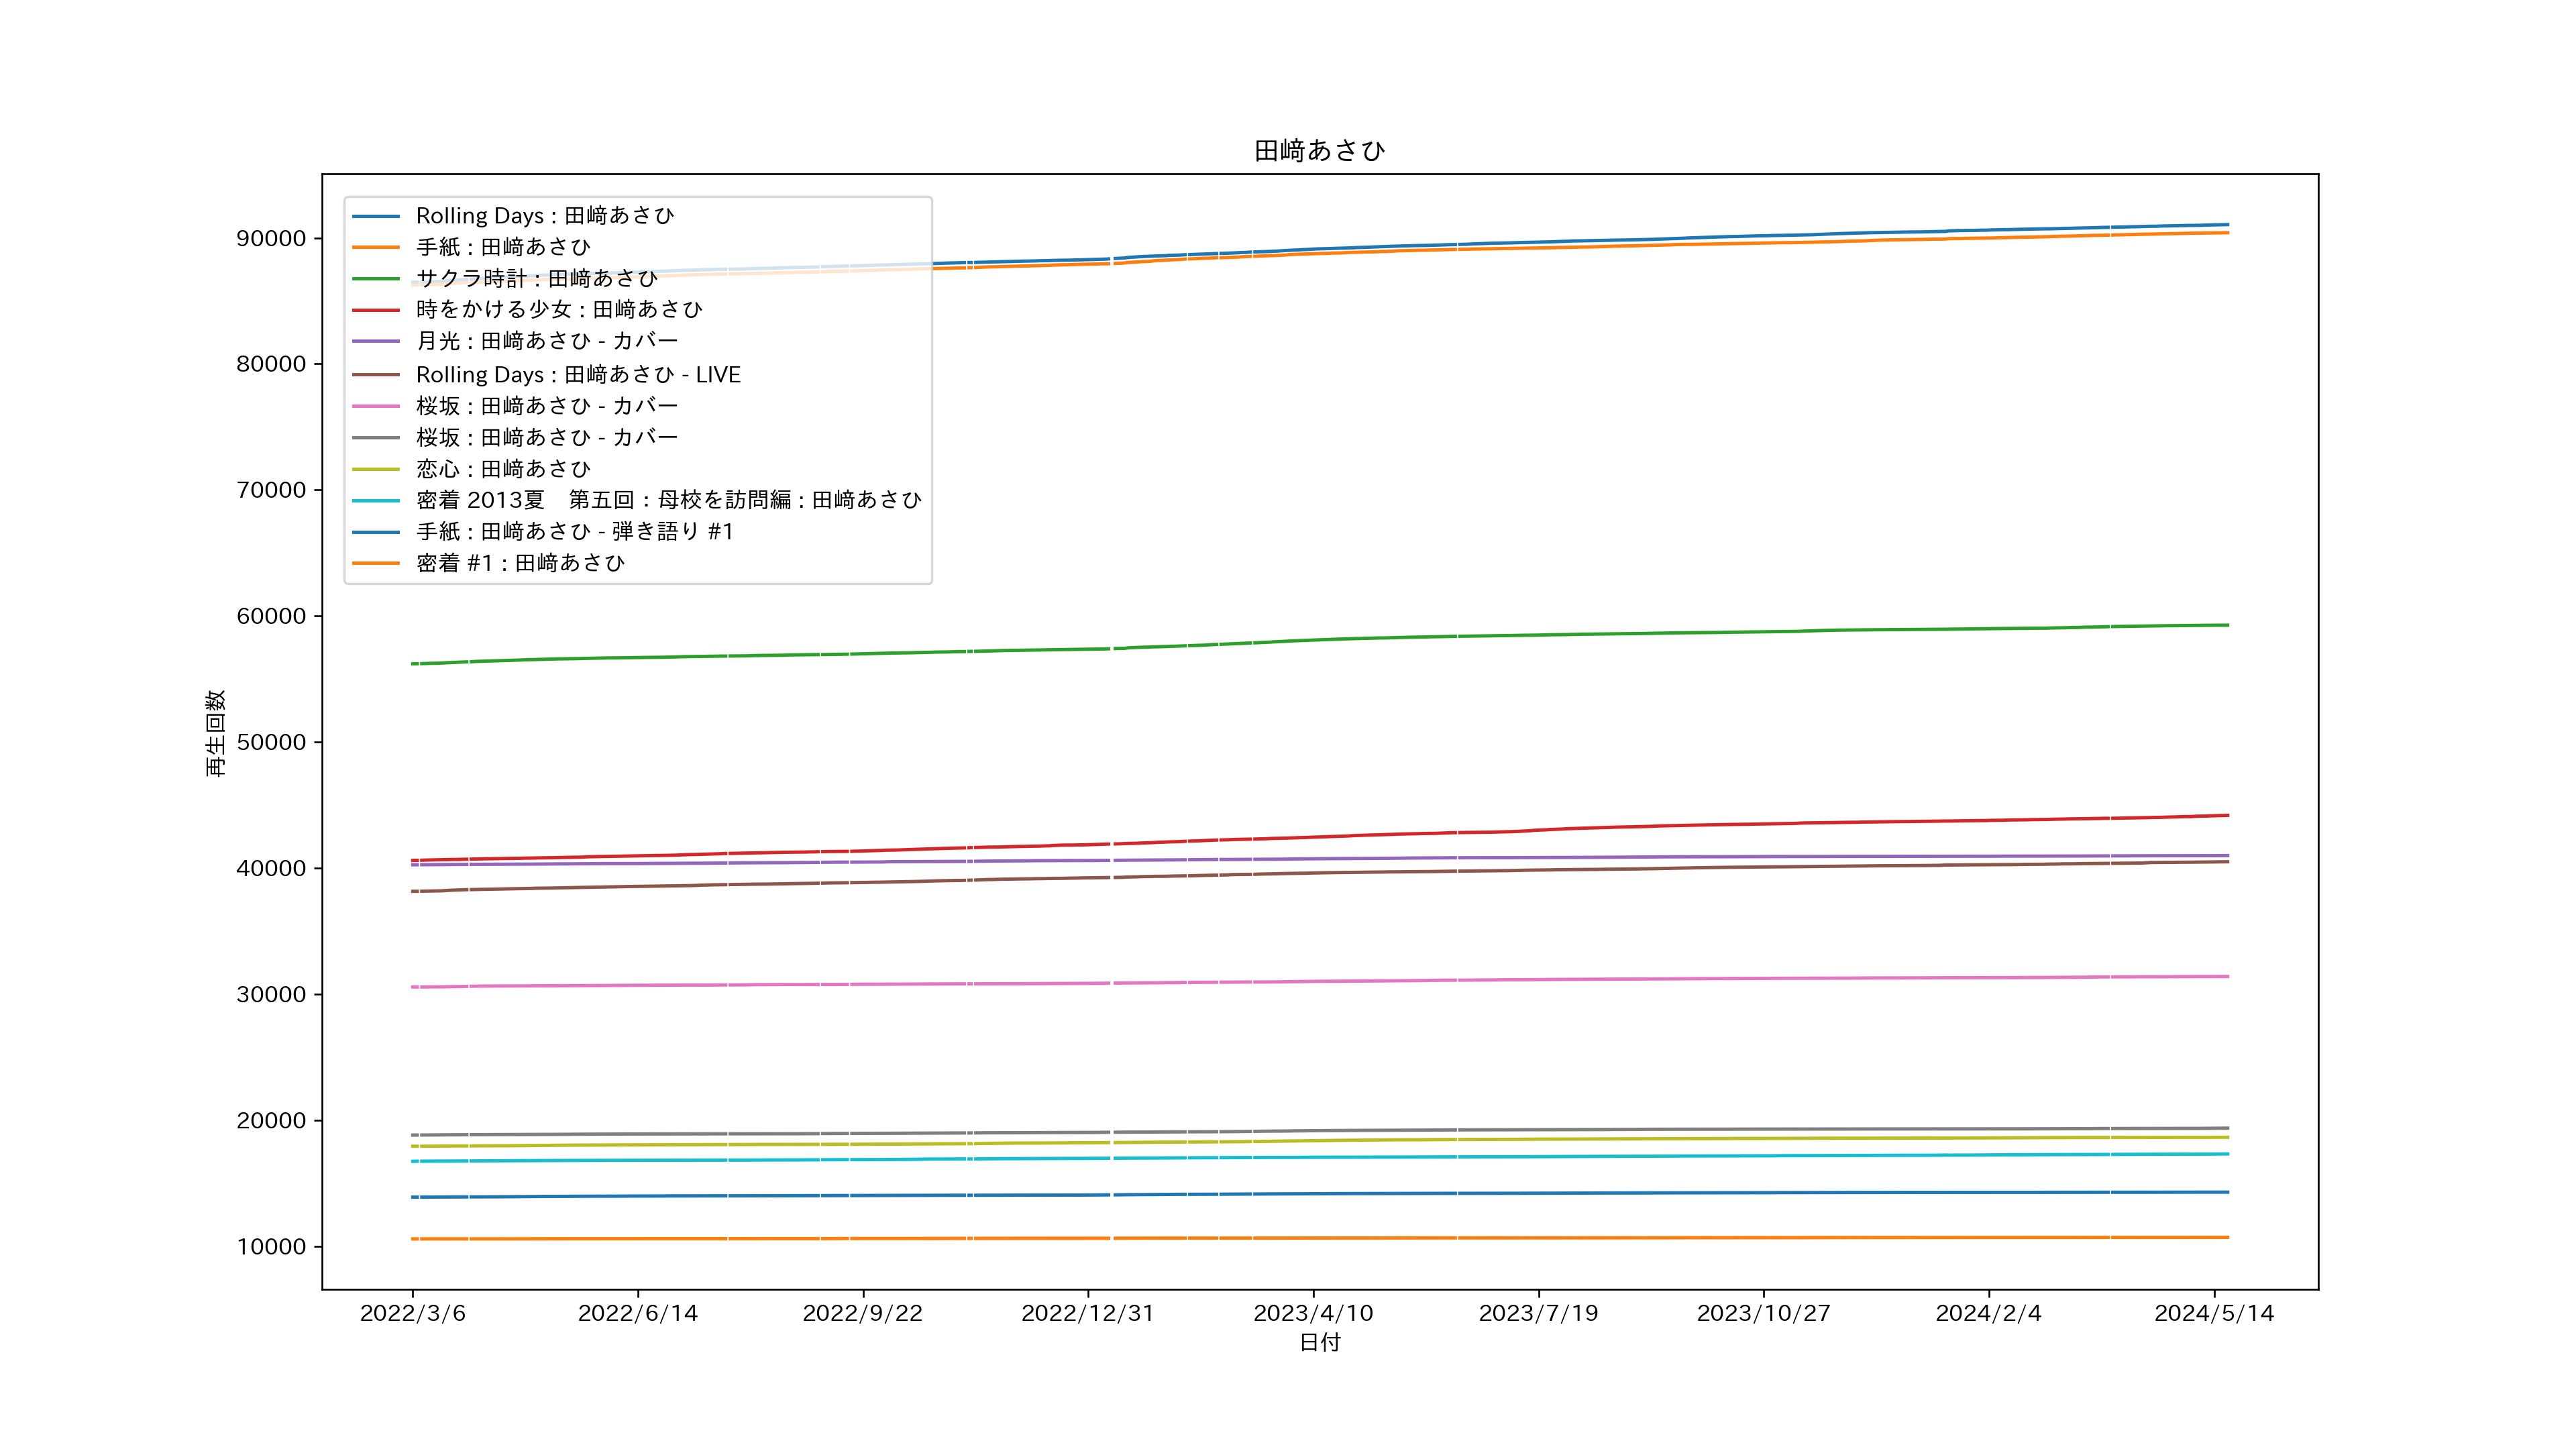 田﨑あさひ
Rolling Days : 田﨑あさひ
手紙 : 田﨑あさひ
サクラ時計 : 田﨑あさひ
時をかける少女 : 田﨑あさひ
月光 : 田﨑あさひ - カバー
Rolling Days : 田﨑あさひ - LIVE
桜坂 : 田﨑あさひ - カバー
桜坂 : 田﨑あさひ - カバー
恋心 : 田﨑あさひ
密着 2013夏　第五回：母校を訪問編 : 田﨑あさひ
手紙 : 田﨑あさひ - 弾き語り #1
密着 #1 : 田﨑あさひ
90000
80000
70000
60000
50000
40000
30000
20000
10000
再生回数
2022/3/6 2022/6/14 2022/9/22 2022/12/31 2023/4/10 2023/7/19 2023/10/27 2024/2/4 2024/5/14
日付